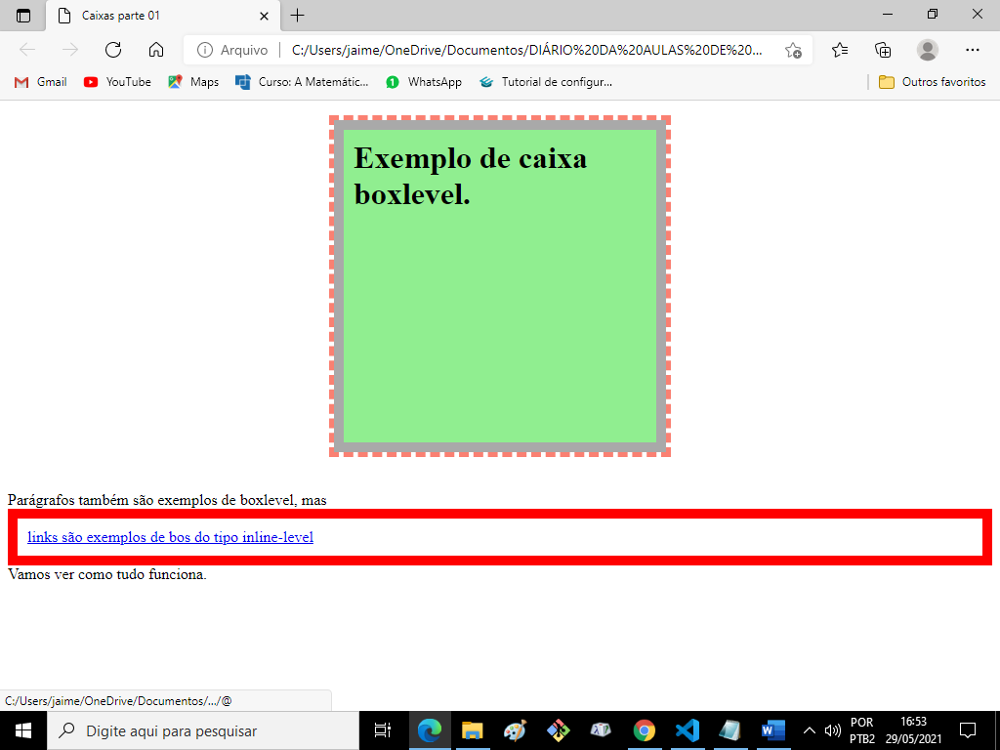 Caixas parte 01
Arquivo
C:/Users/jaime/OneDrive/Documentos/DIÁRIO%20DA%20AULAS%20DE%20...
Gmail
YouTube
Maps
Curso: A Matemátic...
WhatsApp
Tutorial de configur...
Outros favoritos
Exemplo de caixa
boxlevel.
Parágrafos também são exemplos de boxlevel, mas
links são exemplos de bos do tipo inline-level
Vamos ver como tudo funciona.
C:/Users/jaime/OneDrive/Documentos/.../@
Digite aqui para pesquisar
POR
PTB2
16:53
29/05/2021